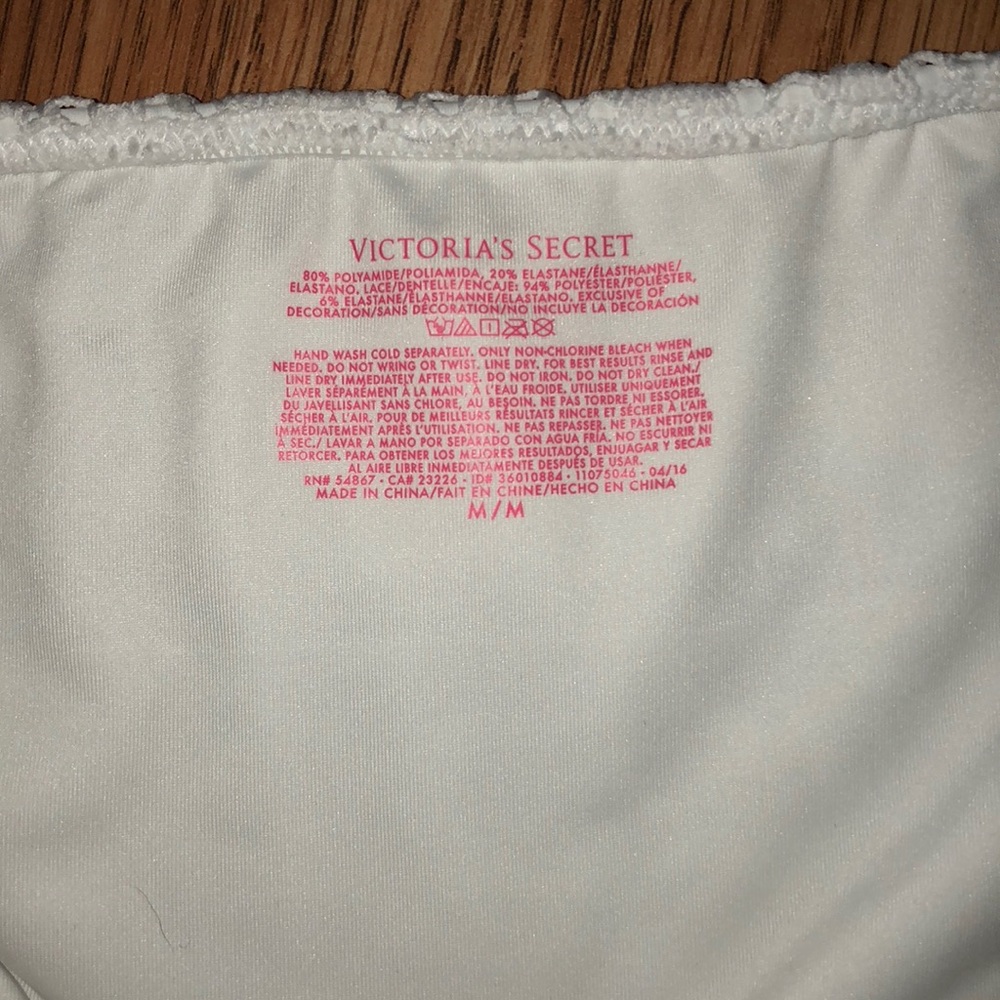 VICTORIA'S SECRET
80% POLYAMIDE/POLIAMIDA, 20% ELASTANE/ÉLASTHANNE/
ELASTANO. LACE/DENTELLE/ENCAJE: 94% POLYESTER/POLIÉSTER,
6% ELASTANE/ÉLASTHANNE/ELASTANO. EXCLUSIVE OF
DECORATION/SANS DÉCORATION/NO INCLUYE LA DECORACIÓN
HAND WASH COLD SEPARATELY. ONLY NON-CHLORINE BLEACH WHEN
NEEDED. DO NOT WRING OR TWIST. LINE DRY. FOR BEST RESULTS RINSE AND
LINE DRY IMMEDIATELY AFTER USE. DO NOT IRON. DO NOT DRY CLEAN./
LAVER SÉPARÉMENT À LA MAIN, À L'EAU FROIDE. UTILISER UNIQUEMENT
DU JAVELLISANT SANS CHLORE, AU BESOIN. NE PAS TORDRE NI ESSORER.
SÉCHER À L'AIR. POUR DE MEILLEURS RÉSULTATS RINCER ET SÉCHER À L'AIR
IMMÉDIATEMENT APRÈS L'UTILISATION. NE PAS REPASSER. NE PAS NETTOYER
À SEC./ LAVAR A MANO POR SEPARADO CON AGUA FRÍA. NO ESCURRIR NI
RETORCER. PARA OBTENER LOS MEJORES RESULTADOS, ENJUAGAR Y SECAR
AL AIRE LIBRE INMEDIATAMENTE DESPUÉS DE USAR.
RN# 54867 · CA# 23226 · ID# 36010884 · 11075046 · 04/16
MADE IN CHINA/FAIT EN CHINE/HECHO EN CHINA
M/M